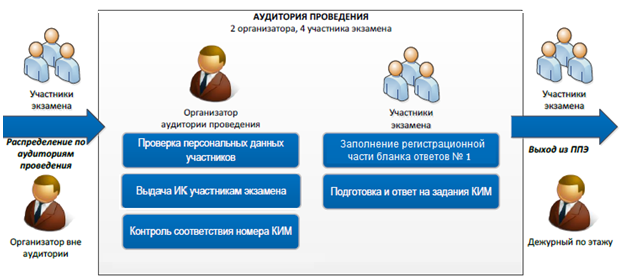 АУДИТОРИЯ ПРОВЕДЕНИЯ
2 организатора, 4 участника экзамена
Участники
экзамена
Распределение по
аудиториям
проведения
Организатор вне
аудитории
Организатор
аудитории проведения
Проверка персональных данных
участников
Выдача ИК участникам экзамена
Контроль соответствия номера КИМ
Участники
экзамена
Заполнение регистрационной
части бланка ответов № 1
Подготовка и ответ на задания КИМ
Участники
экзамена
Выход из ППЭ
Дежурный по этажу